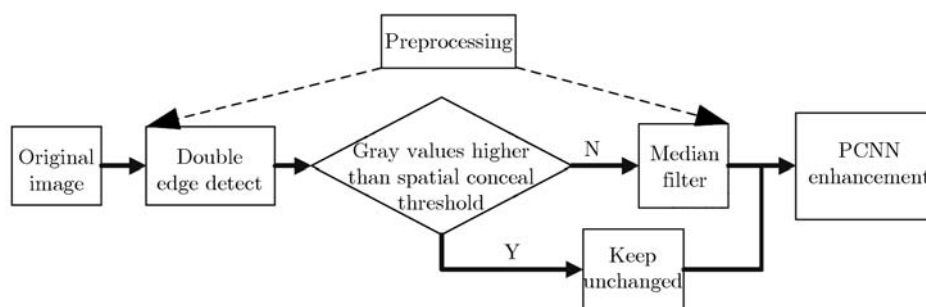 Preprocessing
Original
image
Double
edge detect
Gray values higher
than spatial conceal
threshold
N
Median
filter
PCNN
enhancement
Y
Keep
unchanged